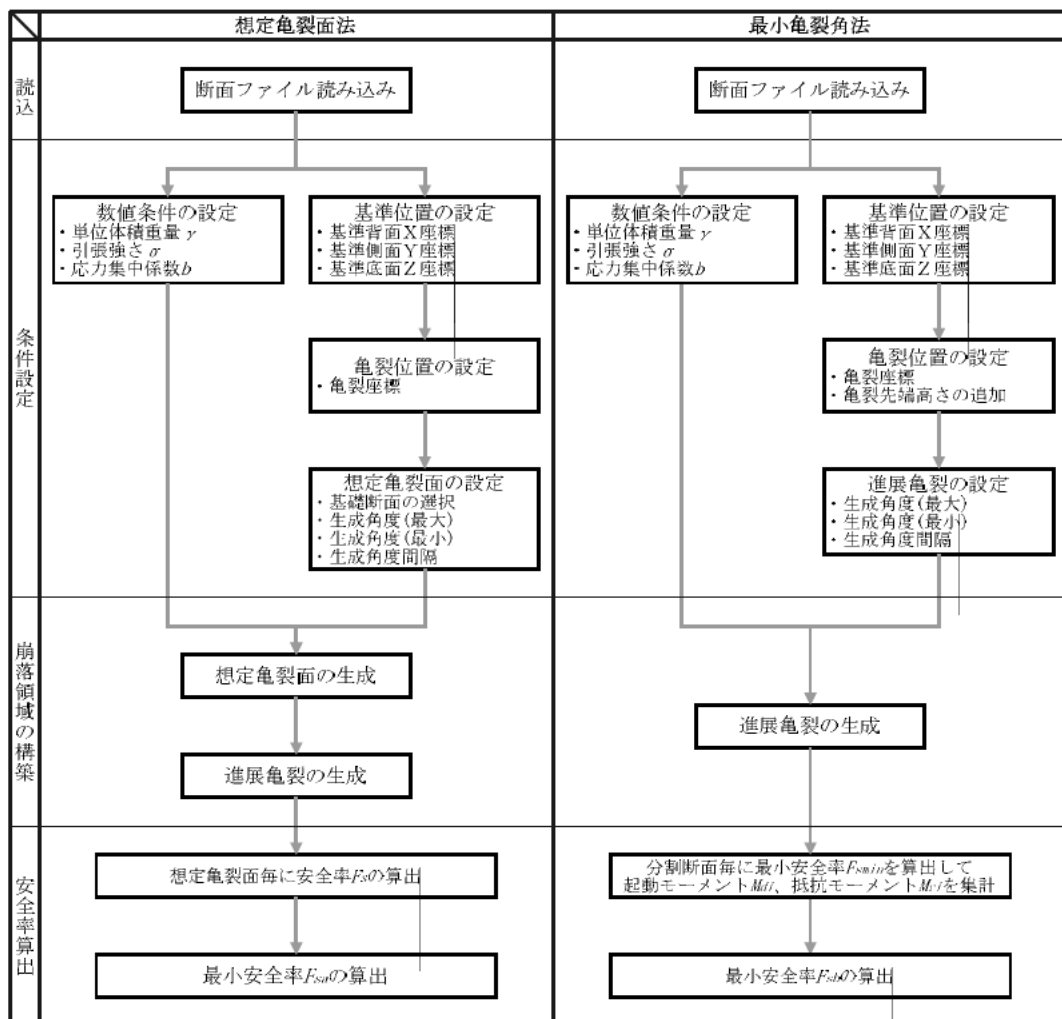 想定亀裂面法
最小亀裂角法
読込
断面ファイル読み込み
断面ファイル読み込み
条件設定
数値条件の設定
・単位体積重量γ
・引張強さσ
・応力集中係数b
基準位置の設定
・基準背面X座標
・基準側面Y座標
・基準底面Z座標
亀裂位置の設定
・亀裂座標
想定亀裂面の設定
・基礎断面の選択
・生成角度(最大)
・生成角度(最小)
・生成角度間隔
数値条件の設定
・単位体積重量γ
・引張強さσ
・応力集中係数b
基準位置の設定
・基準背面X座標
・基準側面Y座標
・基準底面Z座標
亀裂位置の設定
・亀裂座標
・亀裂先端高さの追加
進展亀裂の設定
・生成角度(最大)
・生成角度(最小)
・生成角度間隔
崩落領域の構築
想定亀裂面の生成
進展亀裂の生成
進展亀裂の生成
安全率算出
想定亀裂面毎に安全率Fsの算出
最小安全率Fsaの算出
分割断面毎に最小安全率Fsminを算出して
起動モーメントMdi、抵抗モーメントMriを集計
最小安全率Fsbの算出